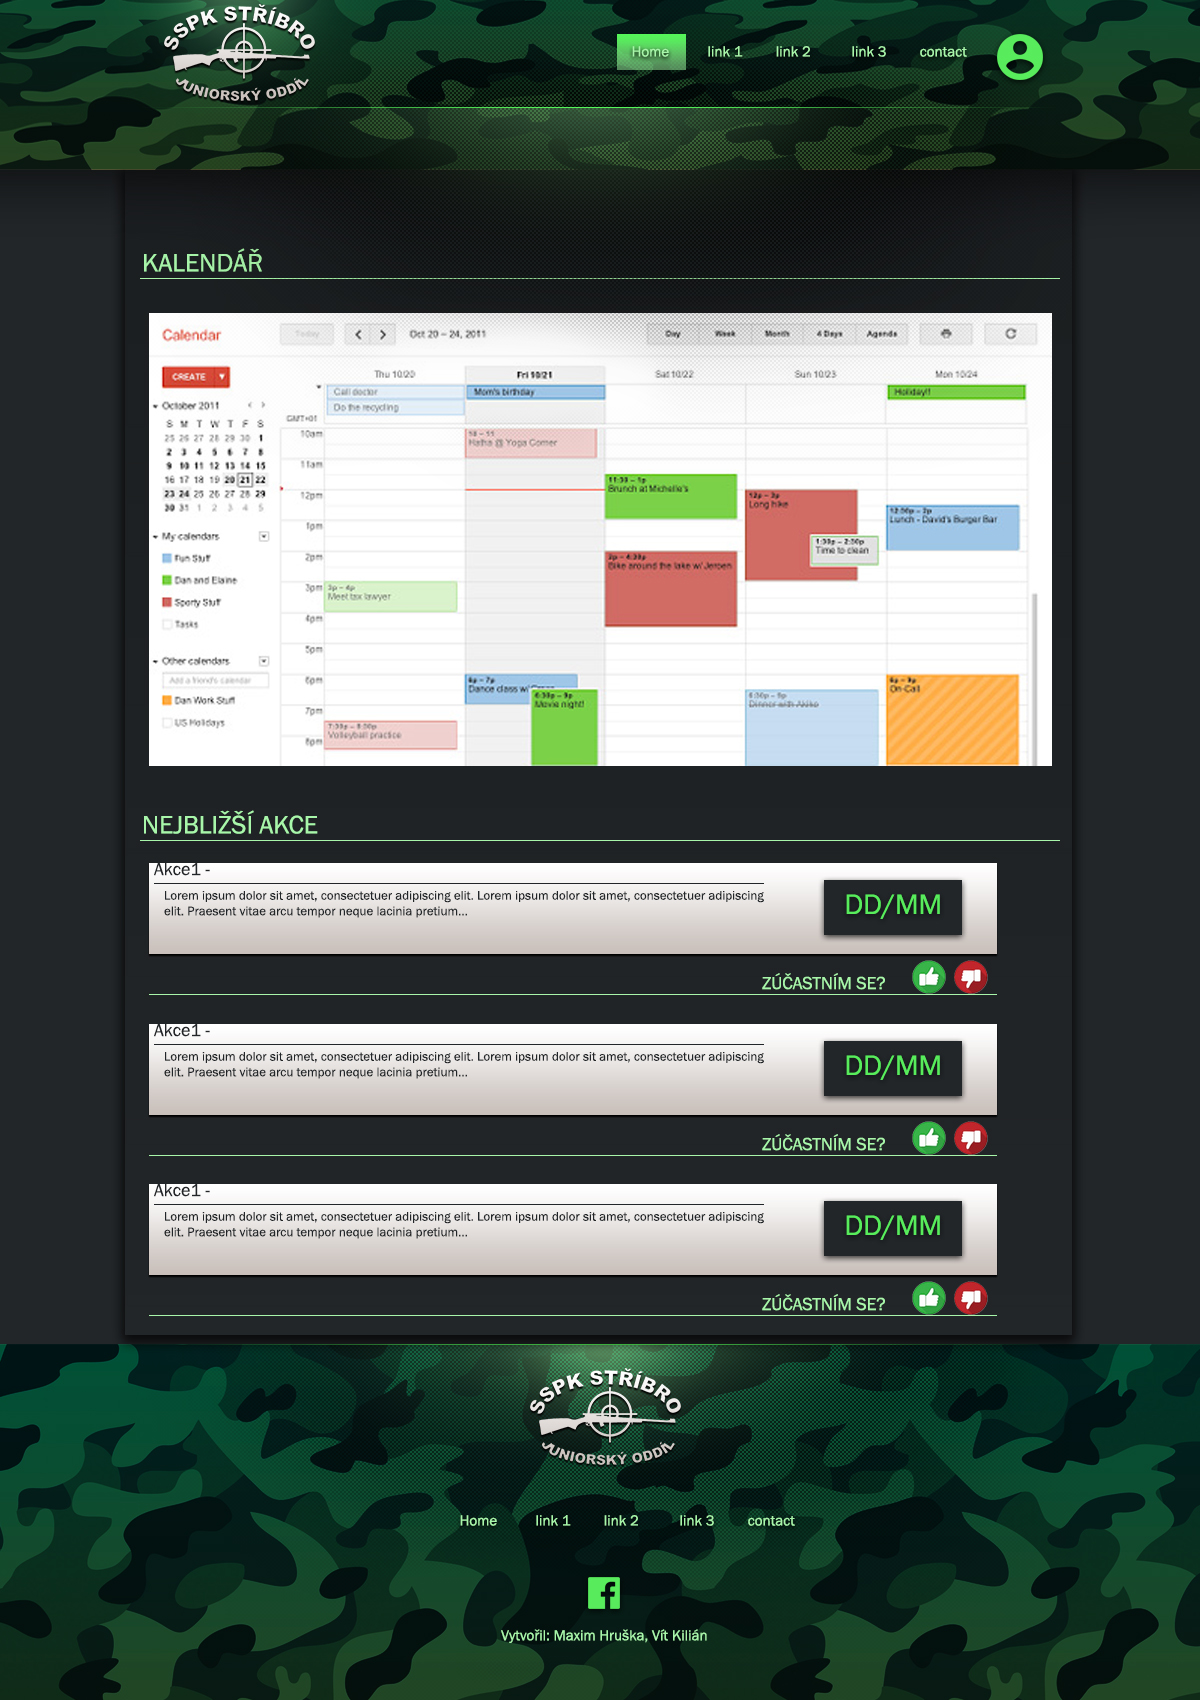 SSPK STŘÍBRO
JUNIORSKÝ ODDÍL
Home link 1 link 2 link 3 contact
KALENDÁŘ
Calendar Today Oct 20 – 24, 2011 Day Week Month 4 Days Agenda
CREATE
Thu 10/20 Fri 10/21 Sat 10/22 Sun 10/23 Mon 10/24
Call doctor Mom's birthday Holiday!!
Do the recycling
GMT+01
October 2011
S M T W T F S
25 26 27 28 29 30 1
2 3 4 5 6 7 8
9 10 11 12 13 14 15
16 17 18 19 20 21 22
23 24 25 26 27 28 29
30 31 1 2 3 4 5
My calendars
Fun Stuff
Dan and Elaine
Sporty Stuff
Tasks
Other calendars
Add a friend's calendar
Dan Work Stuff
US Holidays
10am
11am
12pm
1pm
2pm
3pm
4pm
5pm
6pm
7pm
8pm
10 – 11
Hatha @ Yoga Corner
11:30 – 1p
Brunch at Michelle's
12p – 3p
Long hike
12:30p – 2p
Lunch - David's Burger Bar
1:30p – 2:30p
Time to clean
2p – 4:30p
Bike around the lake w/ Jeroen
3p – 4p
Meet tax lawyer
6p – 7p
Dance class w/
6:30p – 9p
Movie night!
6:30p – 9p
Dinner with Akiko
6p – 9p
On-Call
7:30p – 8:30p
Volleyball practice
NEJBLIŽŠÍ AKCE
Akce1 -
Lorem ipsum dolor sit amet, consectetuer adipiscing elit. Lorem ipsum dolor sit amet, consectetuer adipiscing
elit. Praesent vitae arcu tempor neque lacinia pretium...
DD/MM
ZÚČASTNÍM SE?
Akce1 -
Lorem ipsum dolor sit amet, consectetuer adipiscing elit. Lorem ipsum dolor sit amet, consectetuer adipiscing
elit. Praesent vitae arcu tempor neque lacinia pretium...
DD/MM
ZÚČASTNÍM SE?
Akce1 -
Lorem ipsum dolor sit amet, consectetuer adipiscing elit. Lorem ipsum dolor sit amet, consectetuer adipiscing
elit. Praesent vitae arcu tempor neque lacinia pretium...
DD/MM
ZÚČASTNÍM SE?
SSPK STŘÍBRO
JUNIORSKÝ ODDÍL
Home link 1 link 2 link 3 contact
Vytvořil: Maxim Hruška, Vít Kilián